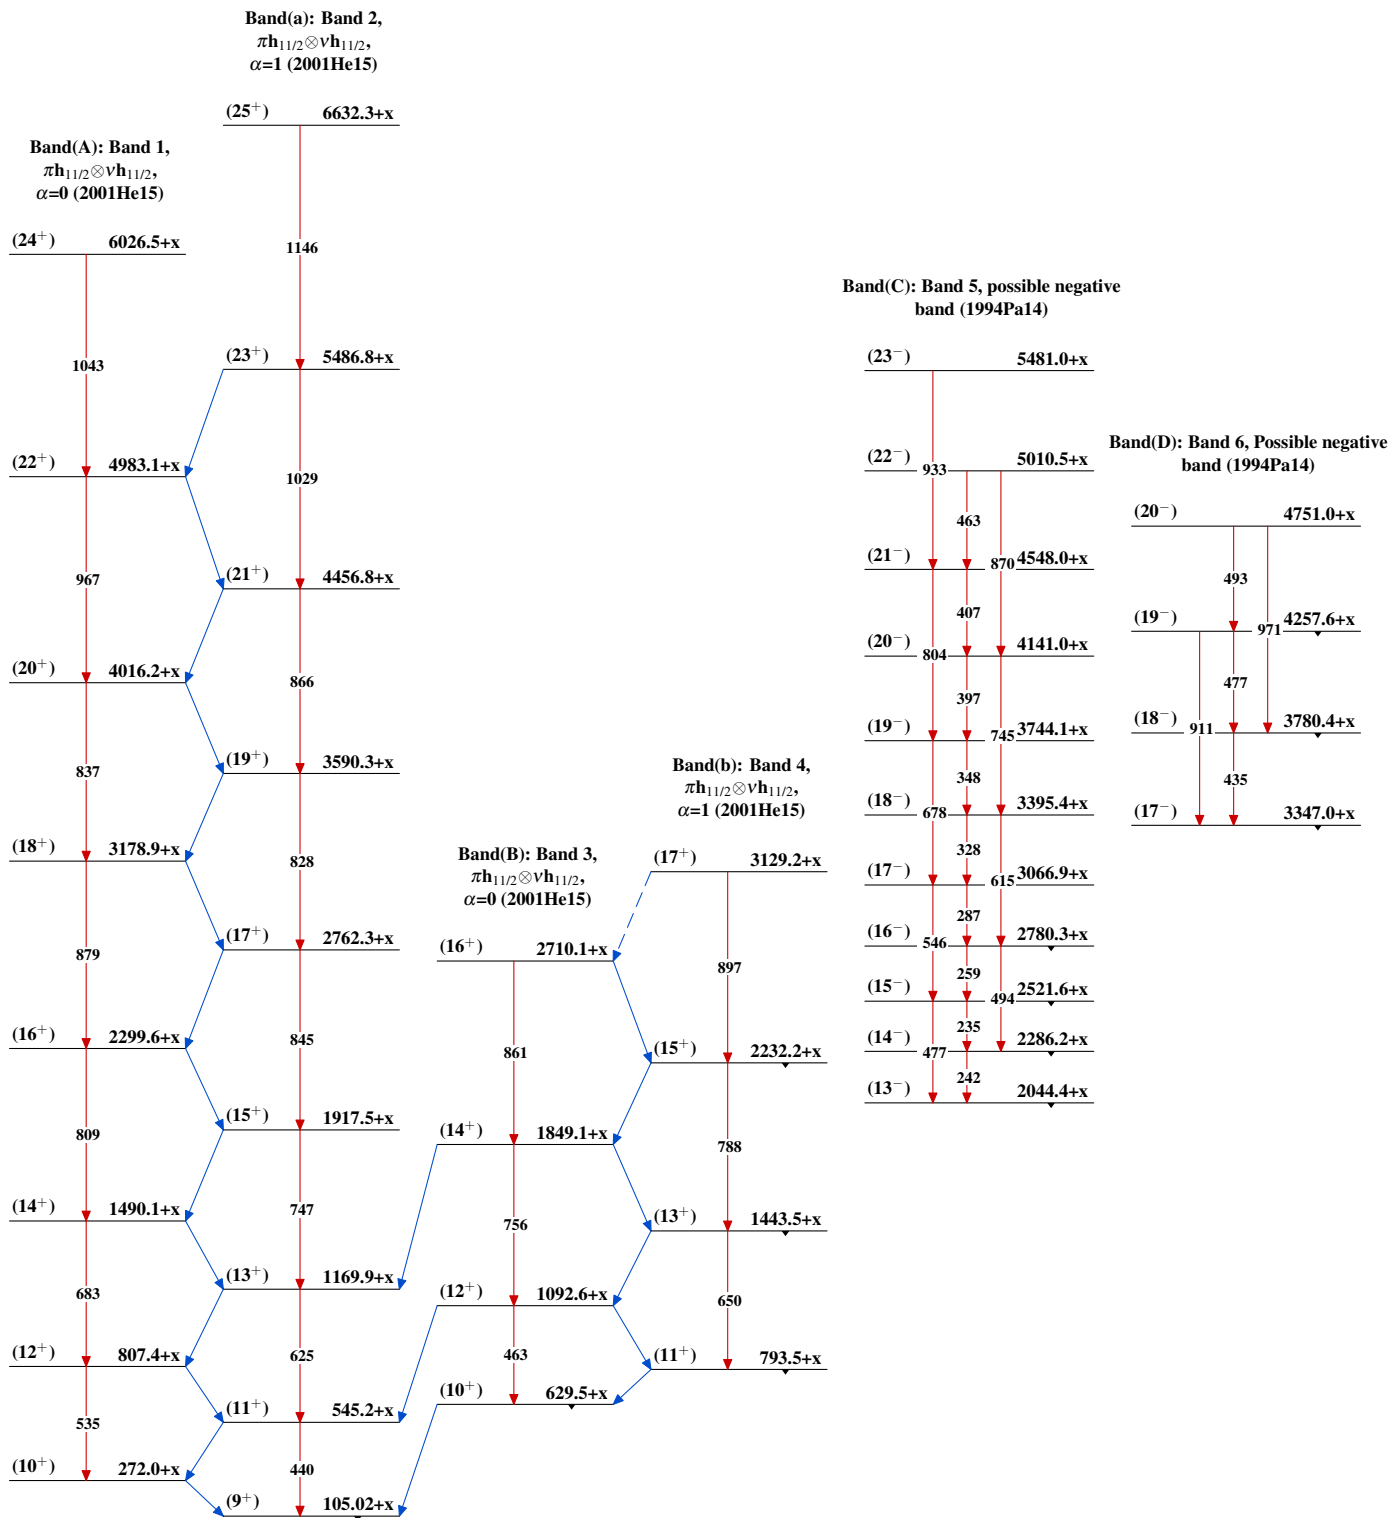 Band(A): Band 1,
πh11/2⊗νh11/2,
α=0 (2001He15)
(24+) 6026.5+x
1043
(22+) 4983.1+x
967
(20+) 4016.2+x
837
(18+) 3178.9+x
879
(16+) 2299.6+x
809
(14+) 1490.1+x
683
(12+) 807.4+x
535
(10+) 272.0+x
Band(a): Band 2,
πh11/2⊗νh11/2,
α=1 (2001He15)
(25+) 6632.3+x
1146
(23+) 5486.8+x
1029
(21+) 4456.8+x
866
(19+) 3590.3+x
828
(17+) 2762.3+x
845
(15+) 1917.5+x
747
(13+) 1169.9+x
625
(11+) 545.2+x
440
(9+) 105.02+x
Band(B): Band 3,
πh11/2⊗νh11/2,
α=0 (2001He15)
(16+) 2710.1+x
861
(14+) 1849.1+x
756
(12+) 1092.6+x
463
(10+) 629.5+x
Band(b): Band 4,
πh11/2⊗νh11/2,
α=1 (2001He15)
(17+) 3129.2+x
897
(15+) 2232.2+x
788
(13+) 1443.5+x
650
(11+) 793.5+x
Band(C): Band 5, possible negative
band (1994Pa14)
(23−) 5481.0+x
933
(22−) 5010.5+x
463
870
(21−) 4548.0+x
407
804
(20−) 4141.0+x
397
745
(19−) 3744.1+x
348
678
(18−) 3395.4+x
328
615
(17−) 3066.9+x
287
546
(16−) 2780.3+x
259
494
(15−) 2521.6+x
235
477
(14−) 2286.2+x
242
(13−) 2044.4+x
Band(D): Band 6, Possible negative
band (1994Pa14)
(20−) 4751.0+x
493
971
(19−) 4257.6+x
477
911
(18−) 3780.4+x
435
(17−) 3347.0+x